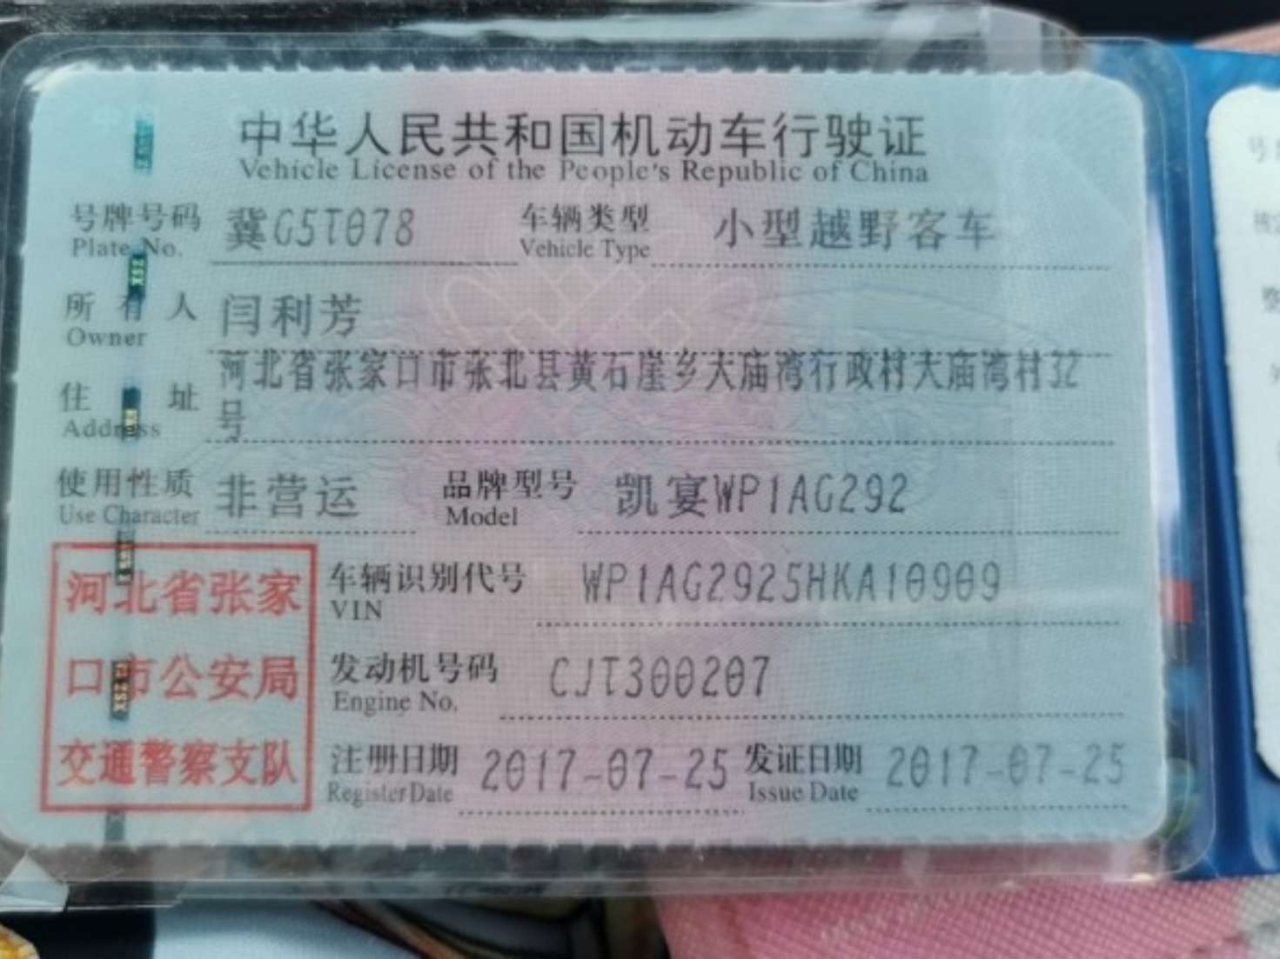 中华人民共和国机动车行驶证
Vehicle License of the People's Republic of China
号牌号码 冀G5T078 车辆类型 小型越野客车
Plate No. Vehicle Type
所有人 闫利芳
Owner
住址 河北省张家口市张北县黄石崖乡大庙湾行政村大庙湾村32
号
Address
使用性质 非营运 品牌型号 凯宴WP1AG292
Use Character Model
车辆识别代号 WP1AG2925HKA10909
VIN
发动机号码 CJT300207
Engine No.
注册日期 2017-07-25 发证日期 2017-07-25
Register Date Issue Date
河北省张家
口市公安局
交通警察支队